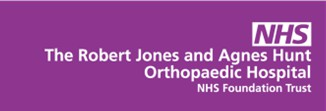 NHS
The Robert Jones and Agnes Hunt
Orthopaedic Hospital
NHS Foundation Trust